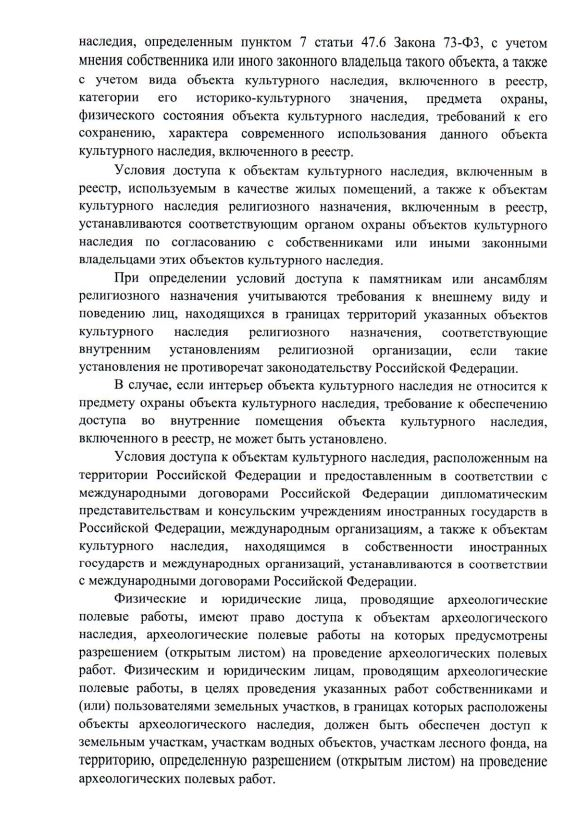 наследия, определенным пунктом 7 статьи 47.6 Закона 73-ФЗ, с учетом
мнения собственника или иного законного владельца такого объекта, а также
с учетом вида объекта культурного наследия, включенного в реестр,
категории его историко-культурного значения, предмета охраны,
физического состояния объекта культурного наследия, требований к его
сохранению, характера современного использования данного объекта
культурного наследия, включенного в реестр.
Условия доступа к объектам культурного наследия, включенным в
реестр, используемым в качестве жилых помещений, а также к объектам
культурного наследия религиозного назначения, включенным в реестр,
устанавливаются соответствующим органом охраны объектов культурного
наследия по согласованию с собственниками или иными законными
владельцами этих объектов культурного наследия.
При определении условий доступа к памятникам или ансамблям
религиозного назначения учитываются требования к внешнему виду и
поведению лиц, находящихся в границах территорий указанных объектов
культурного наследия религиозного назначения, соответствующие
внутренним установлениям религиозной организации, если такие
установления не противоречат законодательству Российской Федерации.
В случае, если интерьер объекта культурного наследия не относится к
предмету охраны объекта культурного наследия, требование к обеспечению
доступа во внутренние помещения объекта культурного наследия,
включенного в реестр, не может быть установлено.
Условия доступа к объектам культурного наследия, расположенным на
территории Российской Федерации и предоставленным в соответствии с
международными договорами Российской Федерации дипломатическим
представительствам и консульским учреждениям иностранных государств в
Российской Федерации, международным организациям, а также к объектам
культурного наследия, находящимся в собственности иностранных
государств и международных организаций, устанавливаются в соответствии
с международными договорами Российской Федерации.
Физические и юридические лица, проводящие археологические
полевые работы, имеют право доступа к объектам археологического
наследия, археологические полевые работы на которых предусмотрены
разрешением (открытым листом) на проведение археологических полевых
работ. Физическим и юридическим лицам, проводящим археологические
полевые работы, в целях проведения указанных работ собственниками и
(или) пользователями земельных участков, в границах которых расположены
объекты археологического наследия, должен быть обеспечен доступ к
земельным участкам, участкам водных объектов, участкам лесного фонда, на
территорию, определенную разрешением (открытым листом) на проведение
археологических полевых работ.